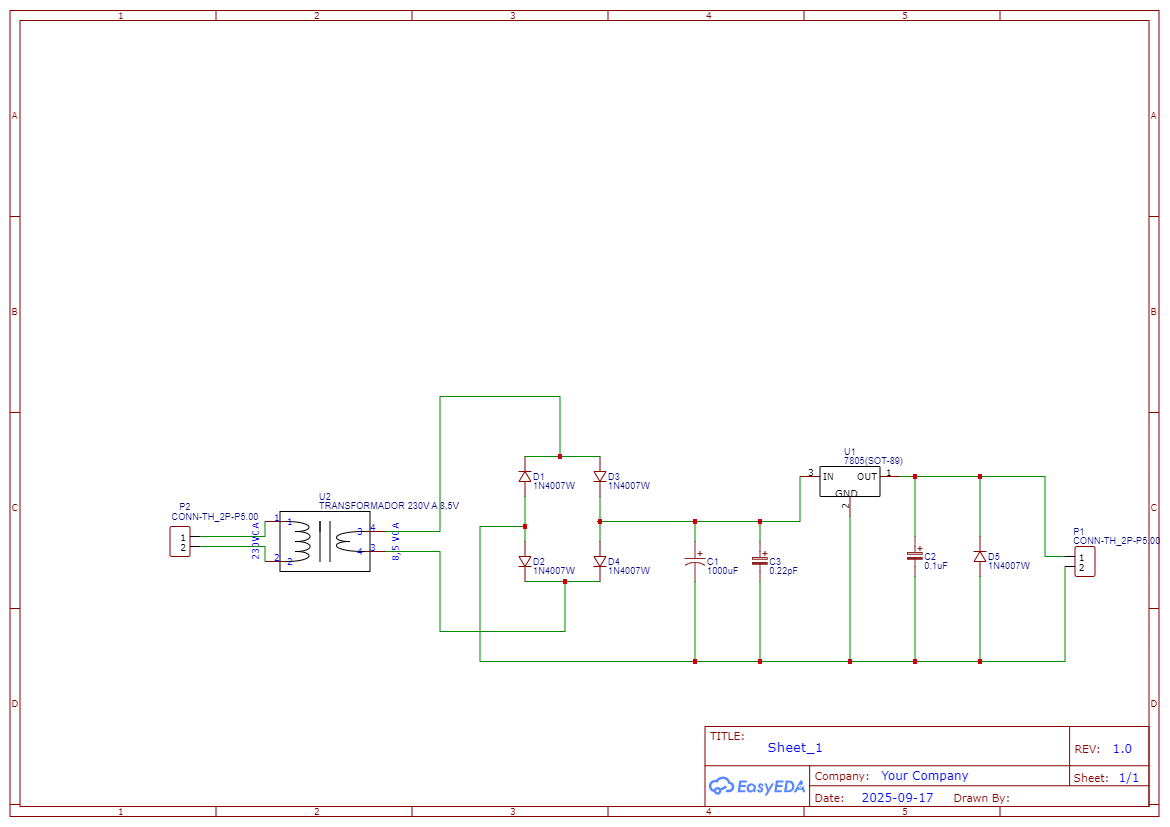 1 2 3 4 5
A A
B B
C C
D D
P2
CONN-TH_2P-P5.00
1
2
230VCA
U2
TRANSFORMADOR 230V A 8,5V
1 1
2 2
3 4
4 3
8,5 VCA
D1
1N4007W
D3
1N4007W
D2
1N4007W
D4
1N4007W
+
C1
1000uF
+
C3
0.22pF
U1
7805(SOT-89)
3 IN OUT 1
GND
2
+
C2
0.1uF
D5
1N4007W
P1
CONN-TH_2P-P5.00
1
2
TITLE:
Sheet_1
REV: 1.0
EasyEDA
Company: Your Company
Sheet: 1/1
Date: 2025-09-17 Drawn By:
1 2 3 4 5